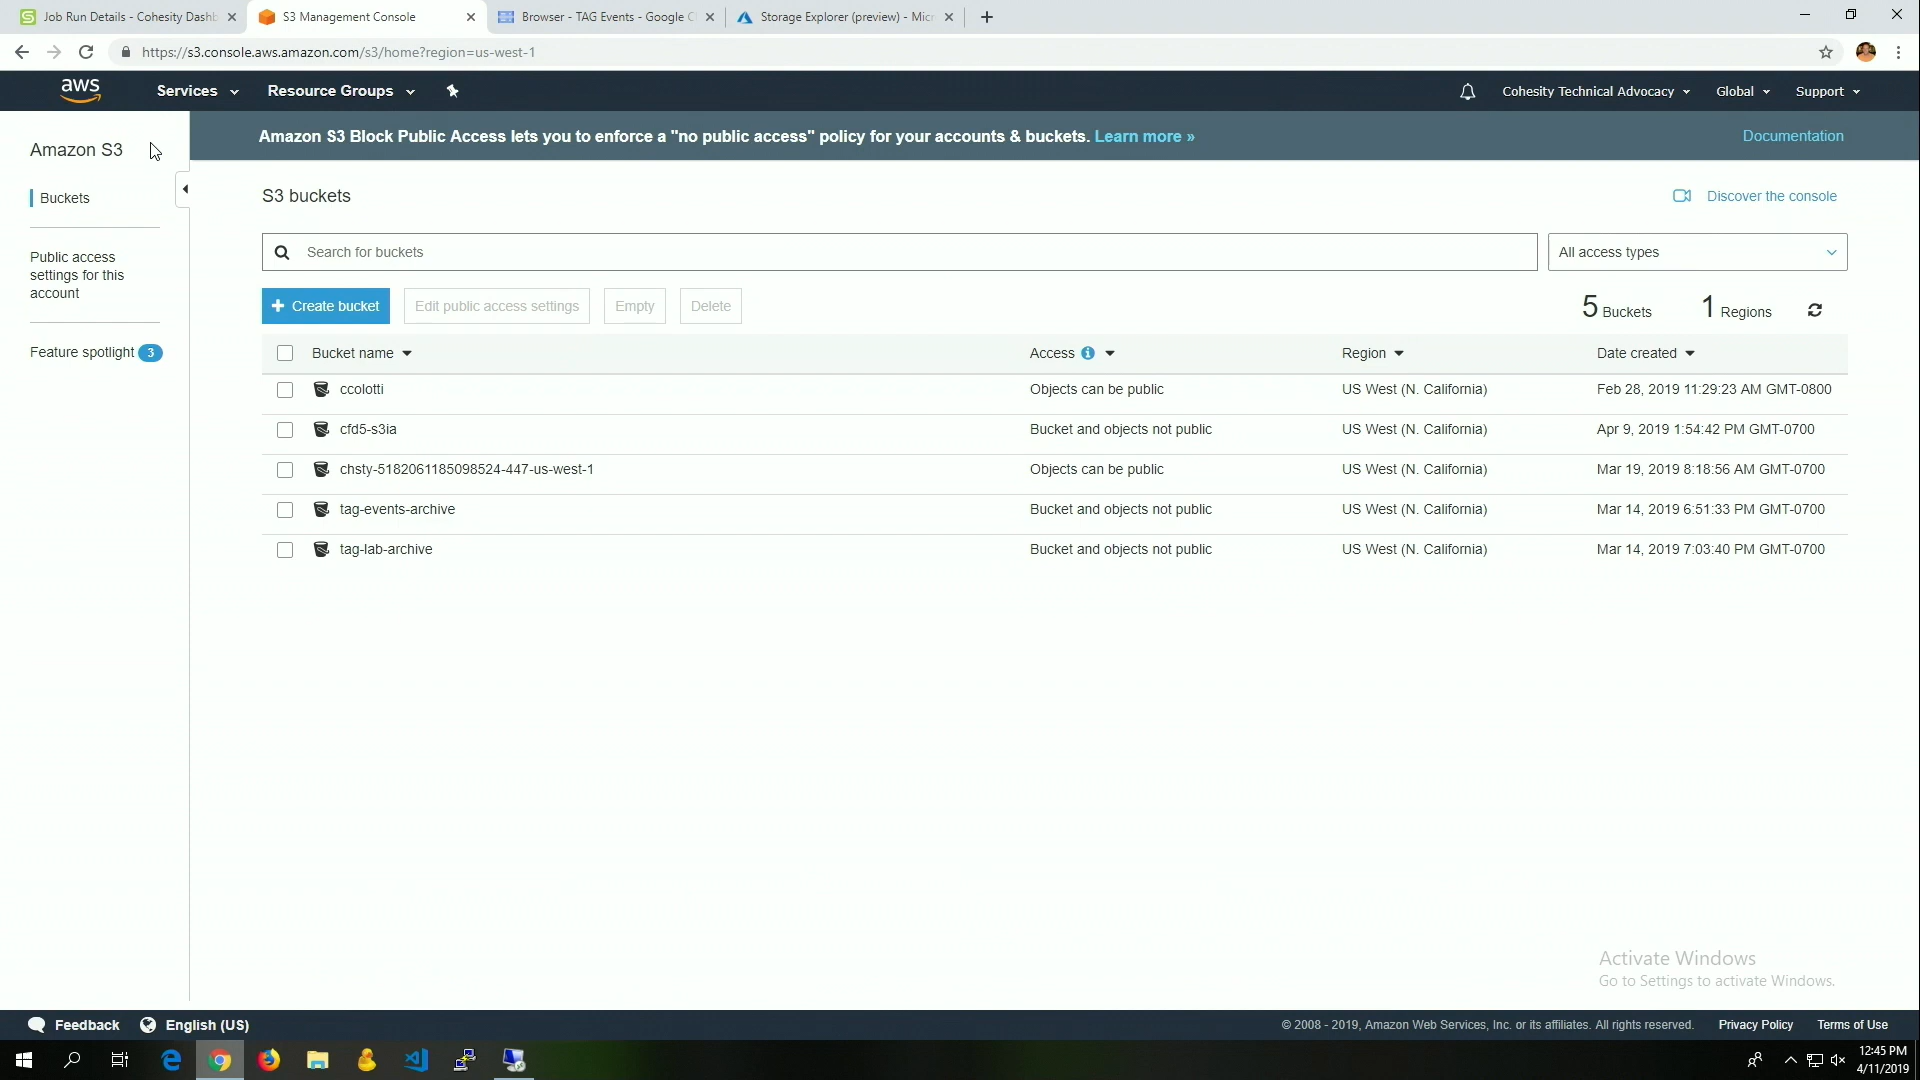 Job Run Details - Cohesity Dashb
S3 Management Console
Browser - TAG Events - Google C
Storage Explorer (preview) - Micr
https://s3.console.aws.amazon.com/s3/home?region=us-west-1
aws
Services
Resource Groups
Cohesity Technical Advocacy
Global
Support
Amazon S3
Amazon S3 Block Public Access lets you to enforce a "no public access" policy for your accounts & buckets. Learn more »
Documentation
Buckets
Public access
settings for this
account
Feature spotlight 3
S3 buckets
Discover the console
Search for buckets
All access types
Create bucket
Edit public access settings
Empty
Delete
5 Buckets
1 Regions
Bucket name Access Region Date created
ccolotti Objects can be public US West (N. California) Feb 28, 2019 11:29:23 AM GMT-0800
cfd5-s3ia Bucket and objects not public US West (N. California) Apr 9, 2019 1:54:42 PM GMT-0700
chsty-5182061185098524-447-us-west-1 Objects can be public US West (N. California) Mar 19, 2019 8:18:56 AM GMT-0700
tag-events-archive Bucket and objects not public US West (N. California) Mar 14, 2019 6:51:33 PM GMT-0700
tag-lab-archive Bucket and objects not public US West (N. California) Mar 14, 2019 7:03:40 PM GMT-0700
Activate Windows
Go to Settings to activate Windows.
Feedback
English (US)
© 2008 - 2019, Amazon Web Services, Inc. or its affiliates. All rights reserved.
Privacy Policy
Terms of Use
12:45 PM
4/11/2019